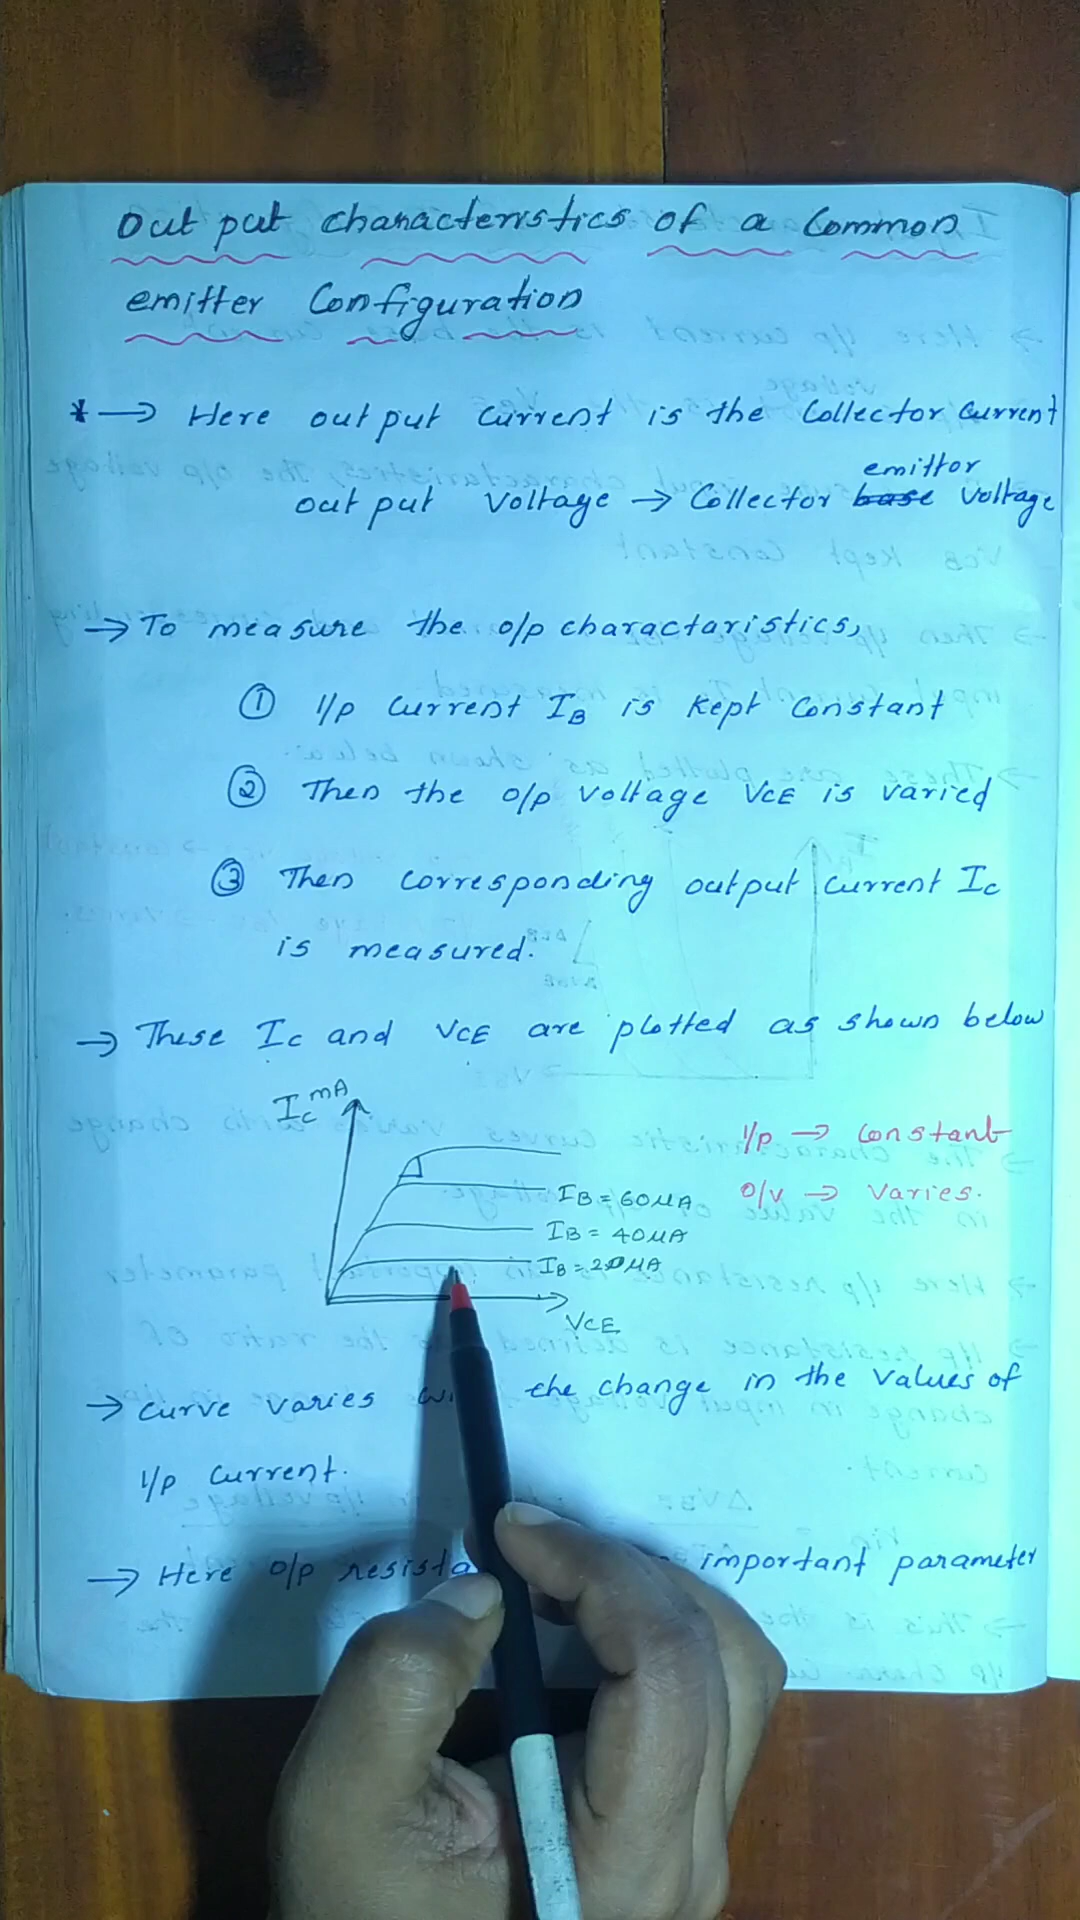 Out put characteristics of a Common
emitter Configuration
*→ Here out put current is the Collector current
emittor
out put voltage → Collector base voltage
→ To measure the o/p charactaristics,
① I/p current IB is kept constant
② Then the o/p voltage VCE is varied
③ Then corresponding output current Ic
is measured.
→ These Ic and VCE are plotted as shown below
Ic mA
I/p → constant
IB = 60μA
O/V → varies.
IB = 40μA
IB = 20μA
VCE
→ curve varies the change in the values of
I/p current.
→ Here o/p important parameter